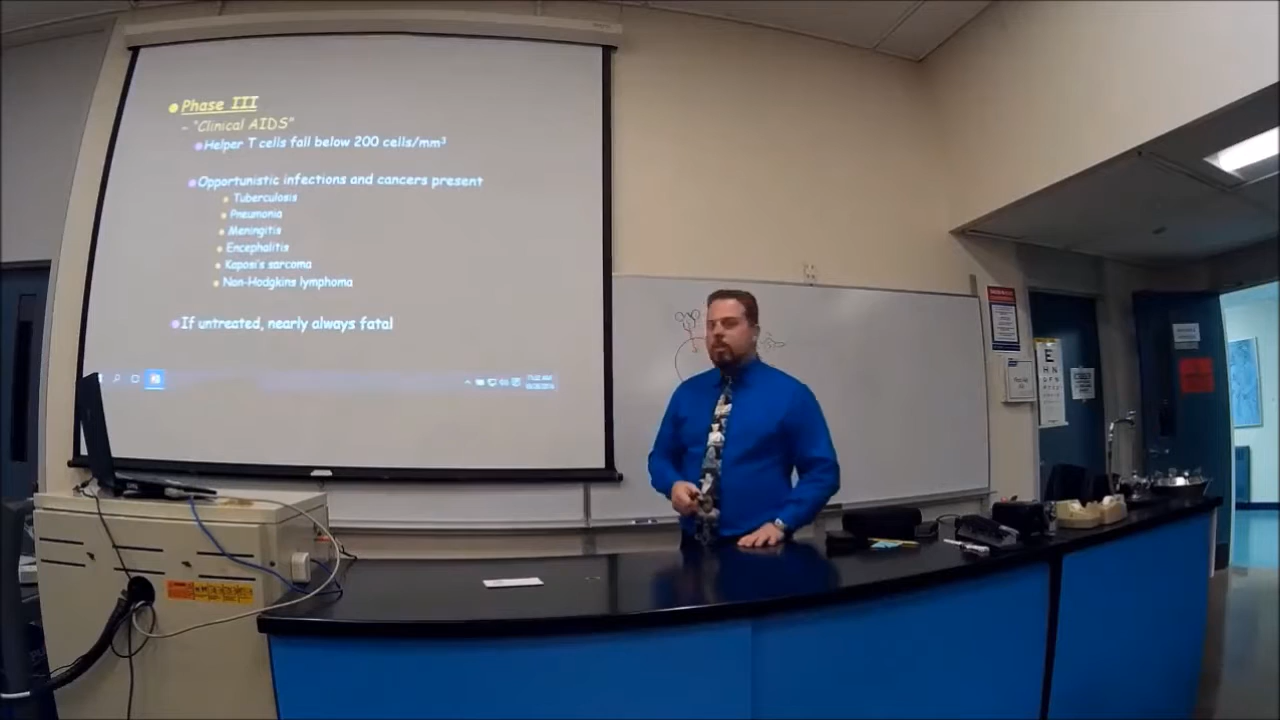 Phase III
- "Clinical AIDS"
Helper T cells fall below 200 cells/mm³
Opportunistic infections and cancers present
Tuberculosis
Pneumonia
Meningitis
Encephalitis
Kaposi's sarcoma
Non-Hodgkins lymphoma
If untreated, nearly always fatal